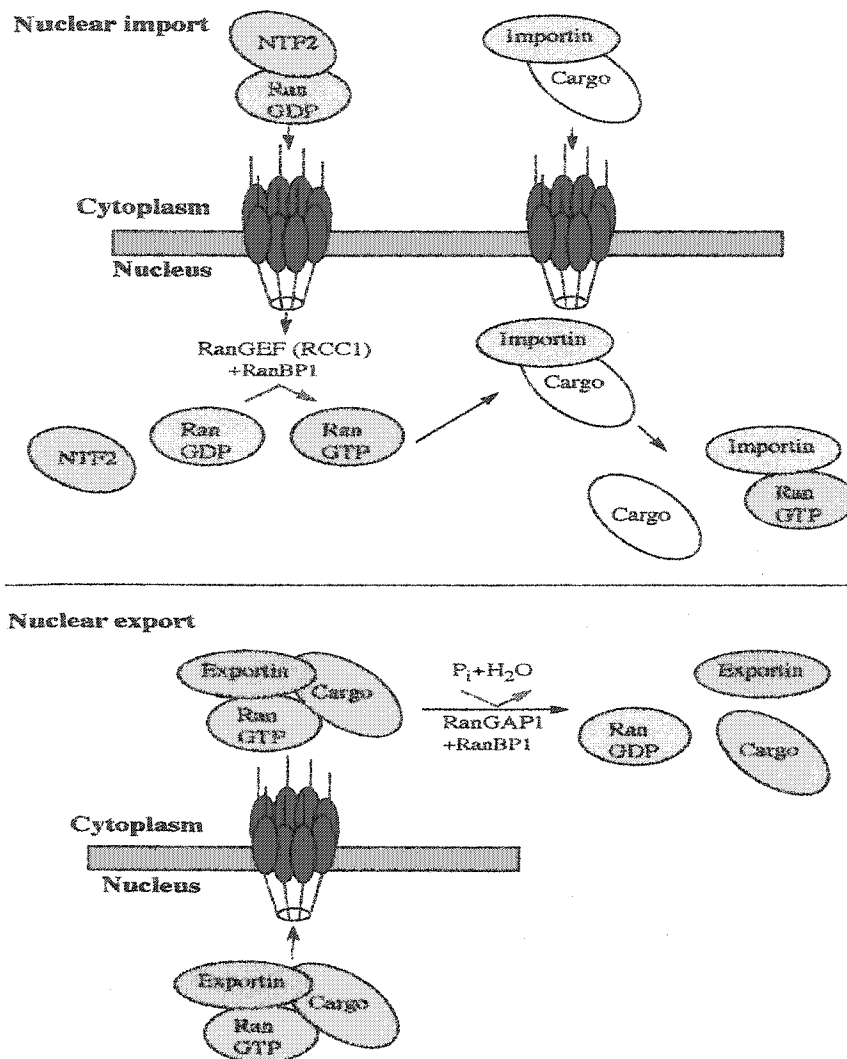 Nuclear import
NTF2
Ran
GDP
Importin
Cargo
Cytoplasm
Nucleus
RanGEF (RCC1)
+RanBP1
NTF2
Ran
GDP
Ran
GTP
Importin
Cargo
Cargo
Importin
Ran
GTP
Nuclear export
Exportin
Cargo
Ran
GTP
Pi+H2O
RanGAP1
+RanBP1
Ran
GDP
Exportin
Cargo
Cytoplasm
Nucleus
Exportin
Cargo
Ran
GTP